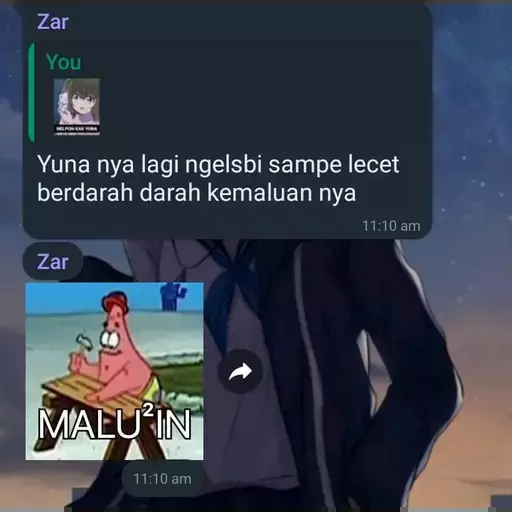 Zar
You
NELPON KAK YUNA
Yuna nya lagi ngelsbi sampe lecet
berdarah darah kemaluan nya
11:10 am
Zar
MALU²IN
11:10 am